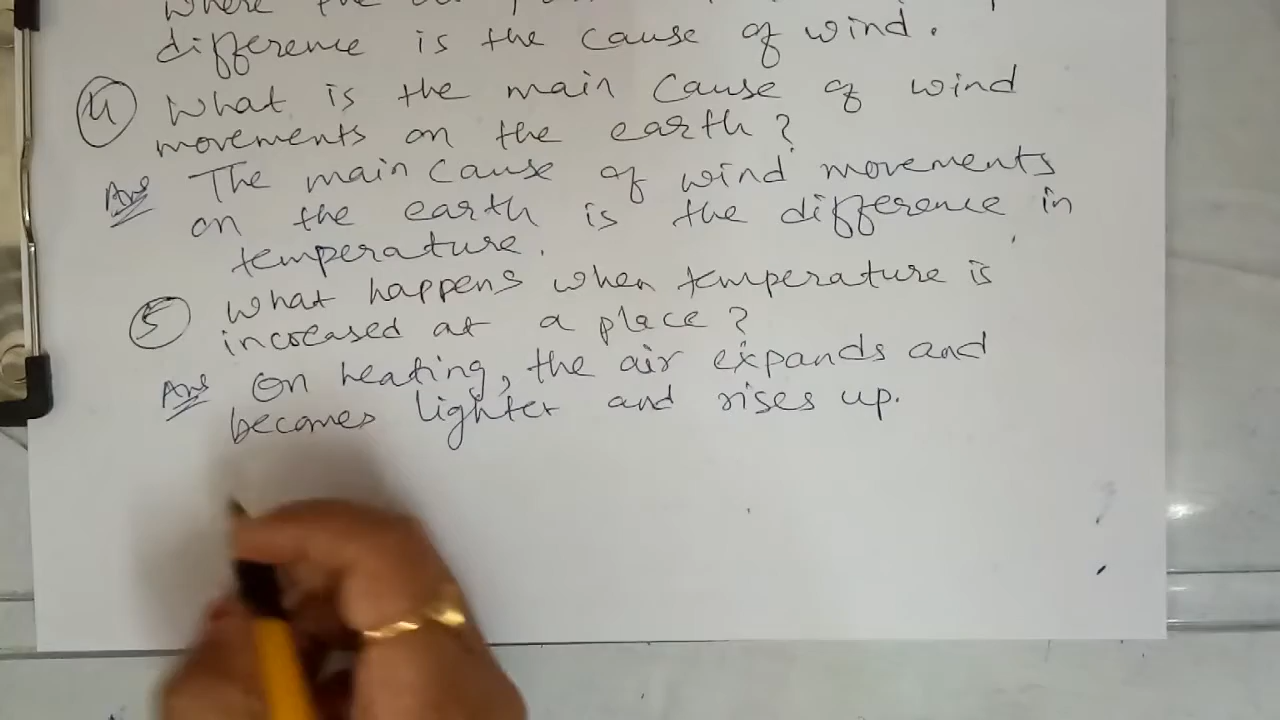 where the
difference is the cause of wind.
4 What is the main cause of wind
movements on the earth?
Ans The main cause of wind movements
on the earth is the difference in
temperature.
5 What happens when temperature is
increased at a place?
Ans On heating, the air expands and
becomes lighter and rises up.